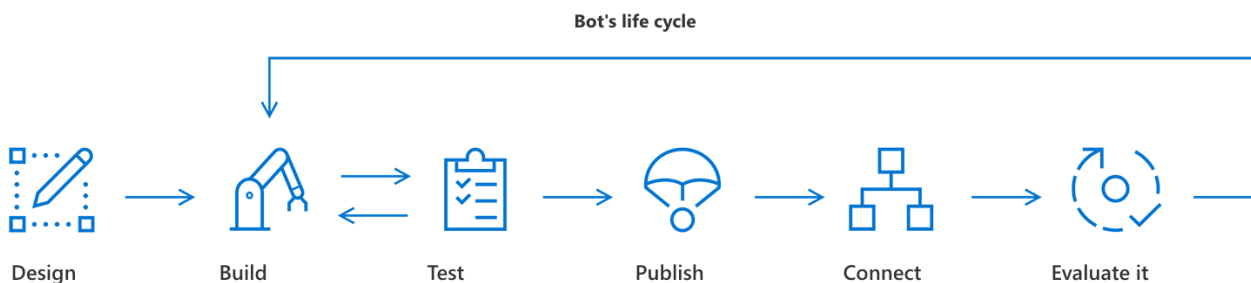 Bot's life cycle
Design
Build
Test
Publish
Connect
Evaluate it